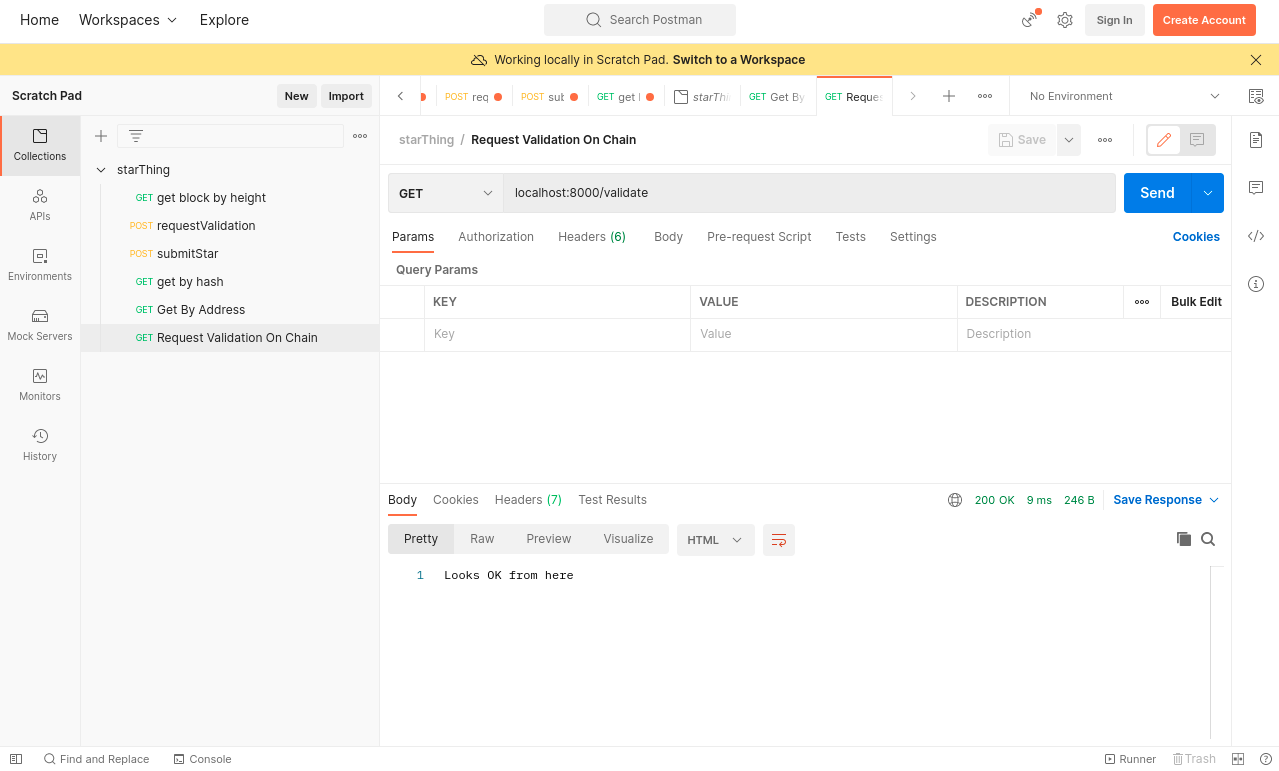 Home Workspaces Explore Search Postman Sign In Create Account
Working locally in Scratch Pad. Switch to a Workspace
Scratch Pad New Import
POST req POST sub GET get starThi GET Get By GET Reques No Environment
Collections
APIs
Environments
Mock Servers
Monitors
History
starThing
GET get block by height
POST requestValidation
POST submitStar
GET get by hash
GET Get By Address
GET Request Validation On Chain
starThing / Request Validation On Chain Save
GET localhost:8000/validate Send
Params Authorization Headers (6) Body Pre-request Script Tests Settings Cookies
Query Params
KEY VALUE DESCRIPTION Bulk Edit
Key Value Description
Body Cookies Headers (7) Test Results 200 OK 9 ms 246 B Save Response
Pretty Raw Preview Visualize HTML
1 Looks OK from here
Find and Replace Console Runner Trash